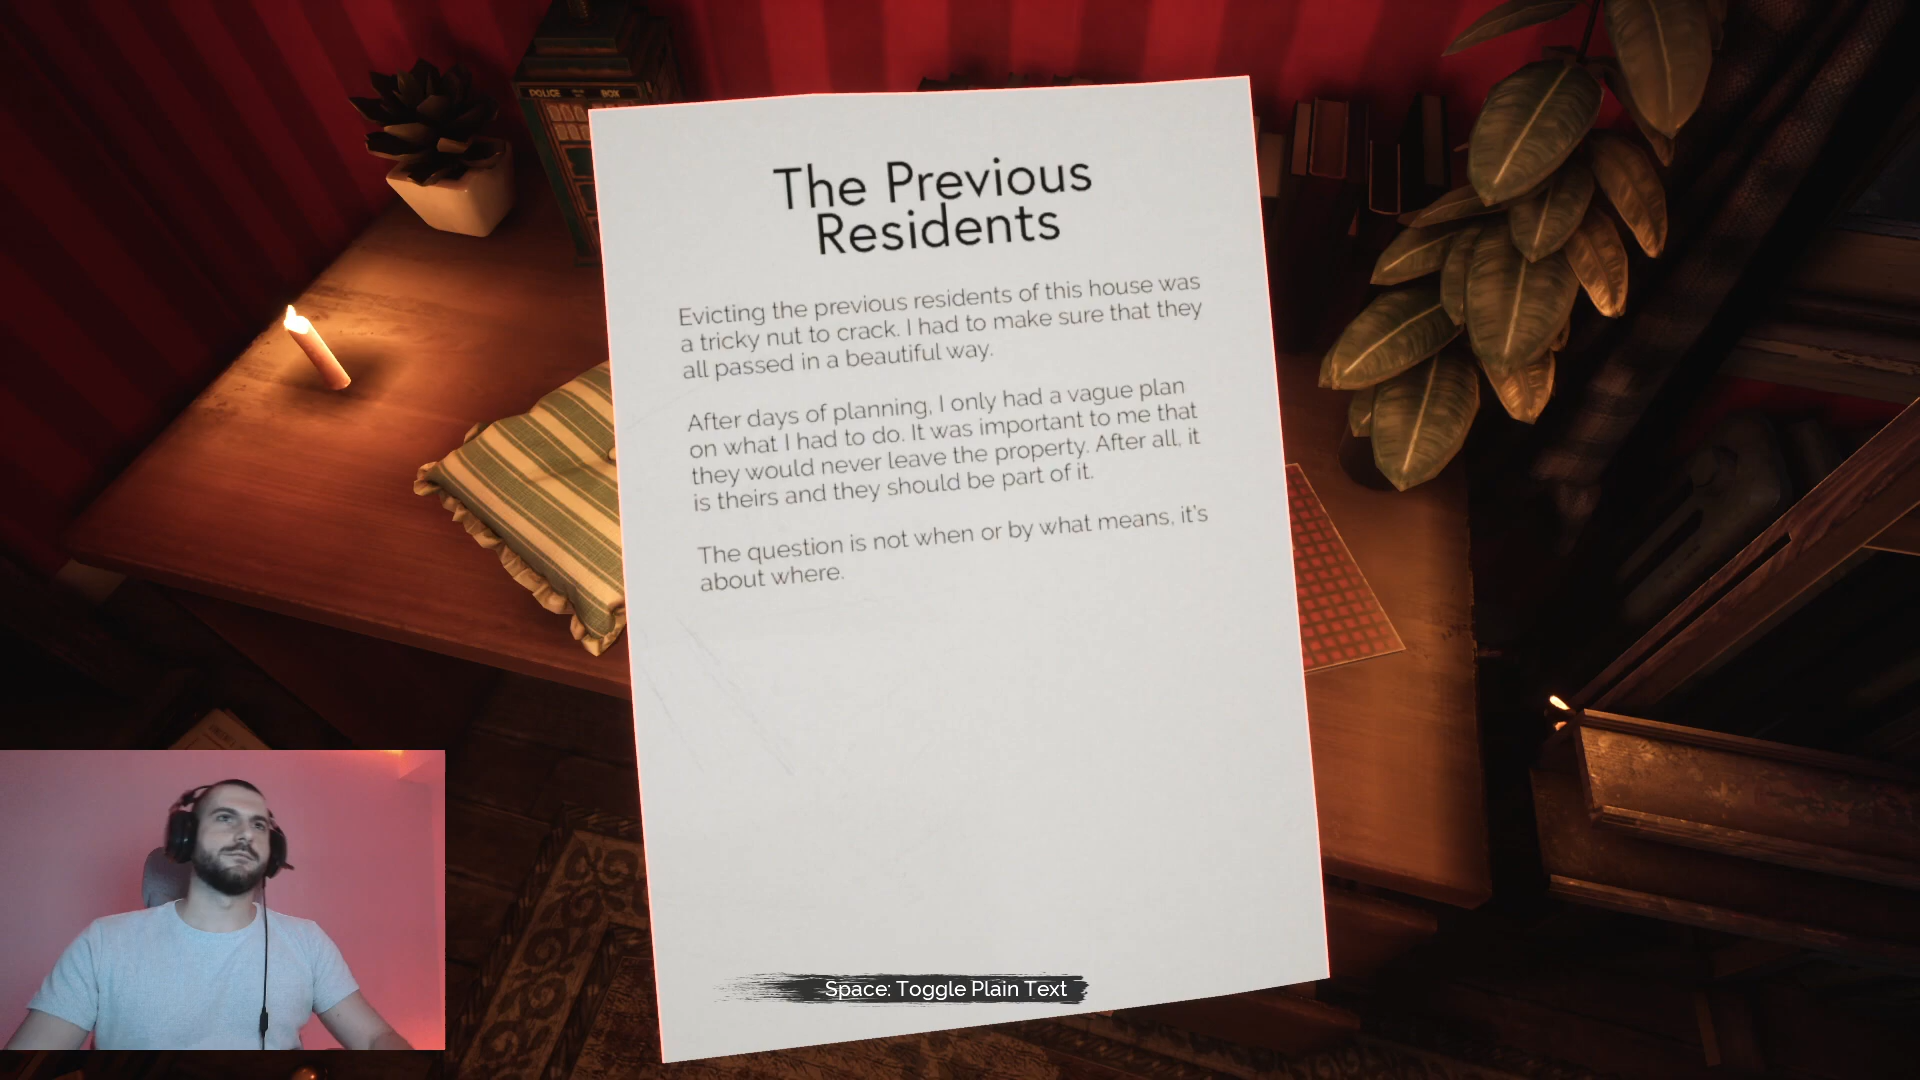 POLICE BOX
The Previous
Residents
Evicting the previous residents of this house was
a tricky nut to crack. I had to make sure that they
all passed in a beautiful way.
After days of planning, I only had a vague plan
on what I had to do. It was important to me that
they would never leave the property. After all, it
is theirs and they should be part of it.
The question is not when or by what means, it's
about where.
Space: Toggle Plain Text